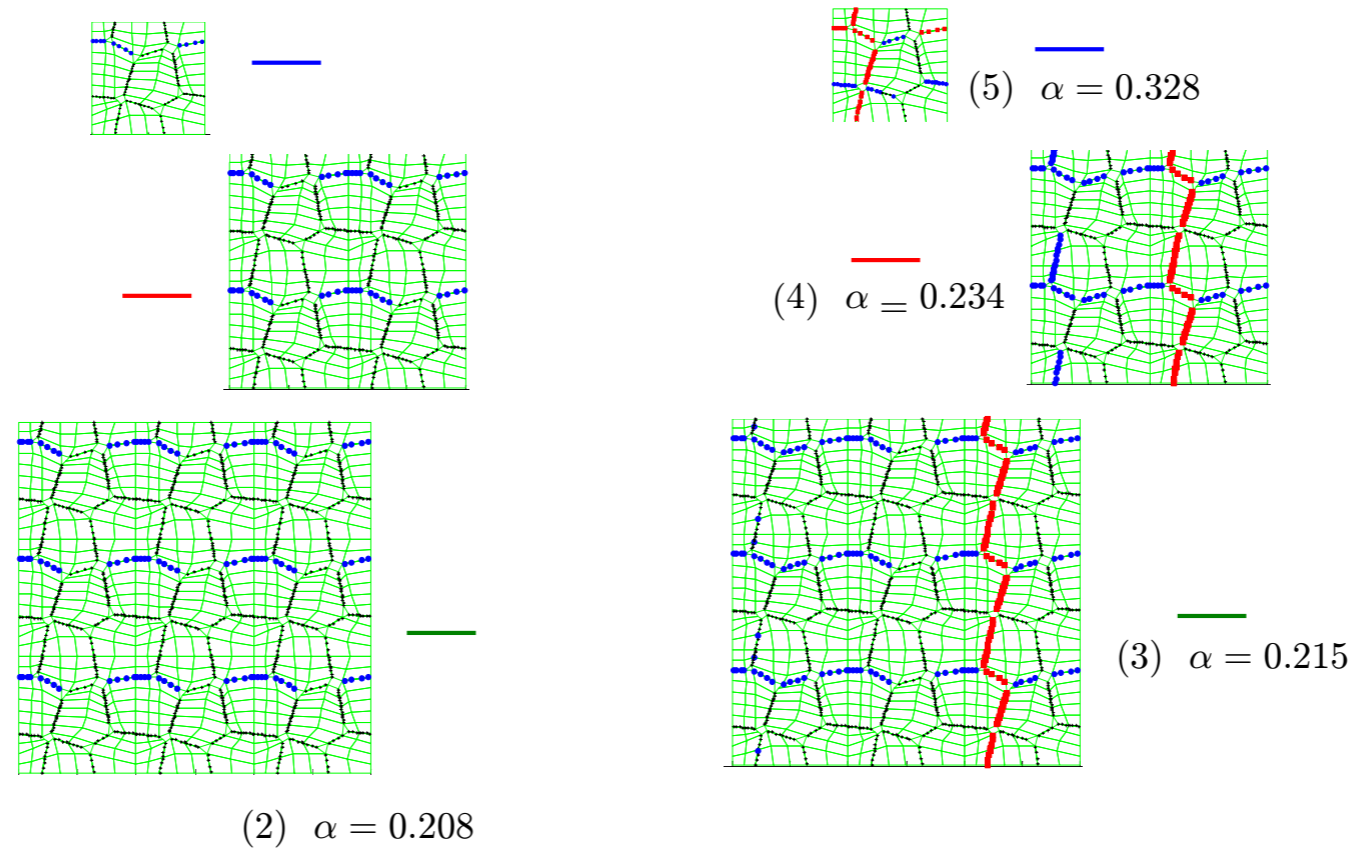 (5) α = 0.328
(4) α = 0.234
(3) α = 0.215
(2) α = 0.208